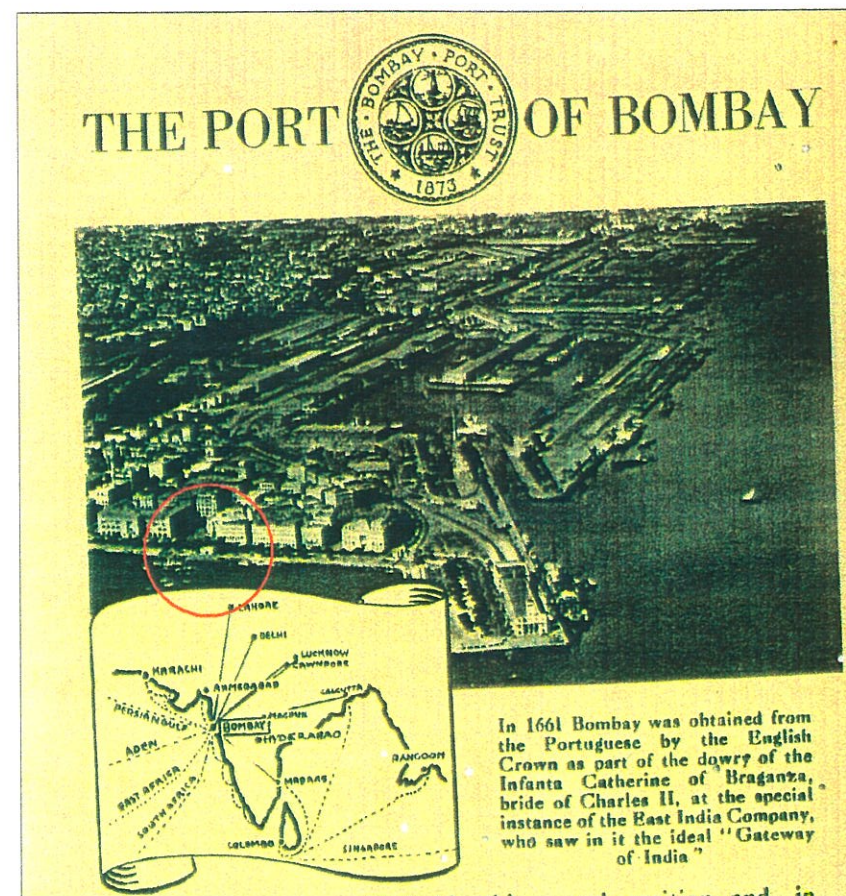 THE PORT OF BOMBAY
THE · BOMBAY · PORT · TRUST
1873
LAHORE
DELHI
LUCKNOW
CAWNPORE
KARACHI
AHMEDABAD
CALCUTTA
PERSIAN GULF
NAGPUR
BOMBAY
HYDERABAD
ADEN
RANGOON
EAST AFRICA
MADRAS
SOUTH AFRICA
COLOMBO
SINGAPORE
In 1661 Bombay was obtained from
the Portuguese by the English
Crown as part of the dowry of the
Infanta Catherine of Braganza,
bride of Charles II, at the special
instance of the East India Company,
who saw in it the ideal "Gateway
of India"
and in